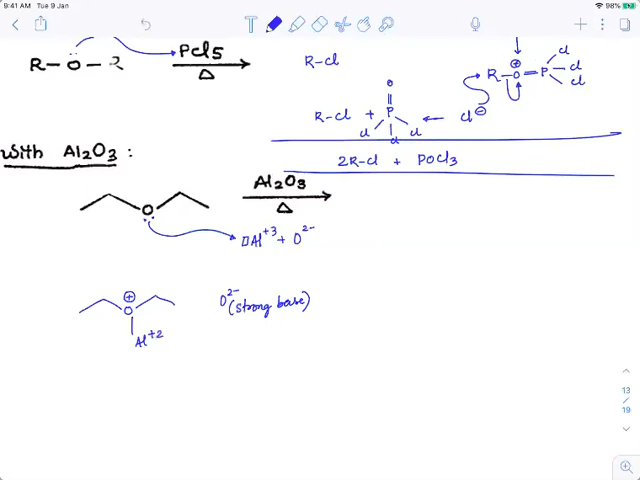 9:41 AM Tue 9 Jan
98%
R-O-R PCl5 Δ
R-Cl
R-O⊕=P Cl Cl Cl
O
R-Cl + P Cl Cl Cl ← Cl⊖
2R-Cl + POCl3
with Al2O3 :
O Al2O3 Δ
□Al+3 + O2-
O⊕ Al+2
O2- (strong base)
13
/
19